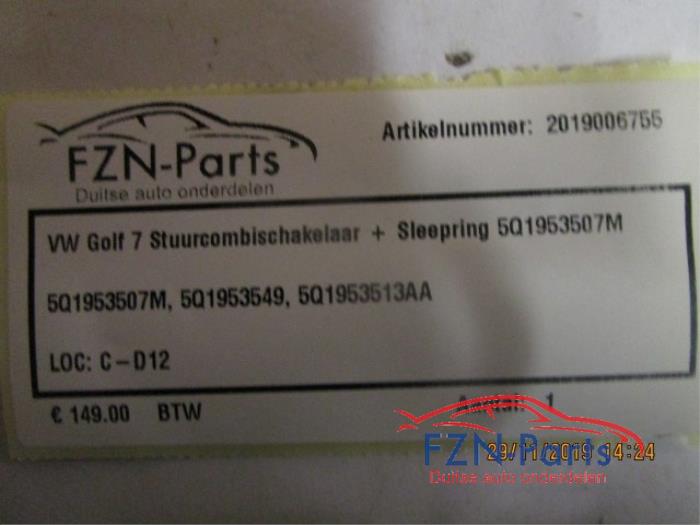 FZN-Parts
Duitse auto onderdelen
Artikelnummer: 2019006755
VW Golf 7 Stuurcombischakelaar + Sleepring 5Q1953507M
5Q1953507M, 5Q1953549, 5Q1953513AA
LOC: C-D12
€ 149.00 BTW
Aantal: 1
29/11/2019 14:24
FZN-Parts
Duitse auto onderdelen